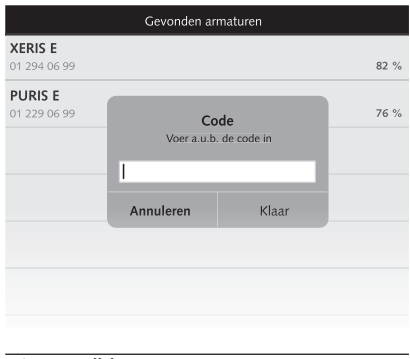 Gevonden armaturen
XERIS E
01 294 06 99
82 %
PURIS E
01 229 06 99
76 %
Code
Voer a.u.b. de code in
Annuleren
Klaar